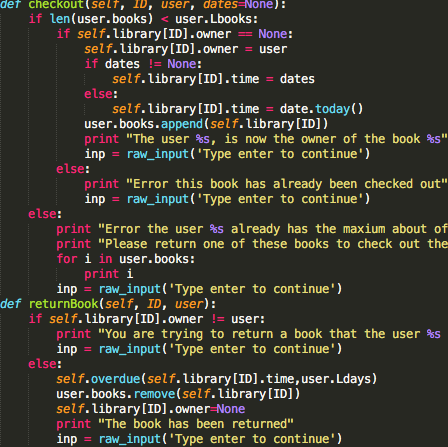 def checkout(self, ID, user, dates=None):
if len(user.books) < user.Lbooks:
if self.library[ID].owner == None:
self.library[ID].owner = user
if dates != None:
self.library[ID].time = dates
else:
self.library[ID].time = date.today()
user.books.append(self.library[ID])
print "The user %s, is now the owner of the book %s"
inp = raw_input('Type enter to continue')
else:
print "Error this book has already been checked out"
inp = raw_input('Type enter to continue')
else:
print "Error the user %s already has the maxium about of
print "Please return one of these books to check out the
for i in user.books:
print i
inp = raw_input('Type enter to continue')
def returnBook(self, ID, user):
if self.library[ID].owner != user:
print "You are trying to return a book that the user %s
inp = raw_input('Type enter to continue')
else:
self.overdue(self.library[ID].time,user.Ldays)
user.books.remove(self.library[ID])
self.library[ID].owner=None
print "The book has been returned"
inp = raw_input('Type enter to continue')